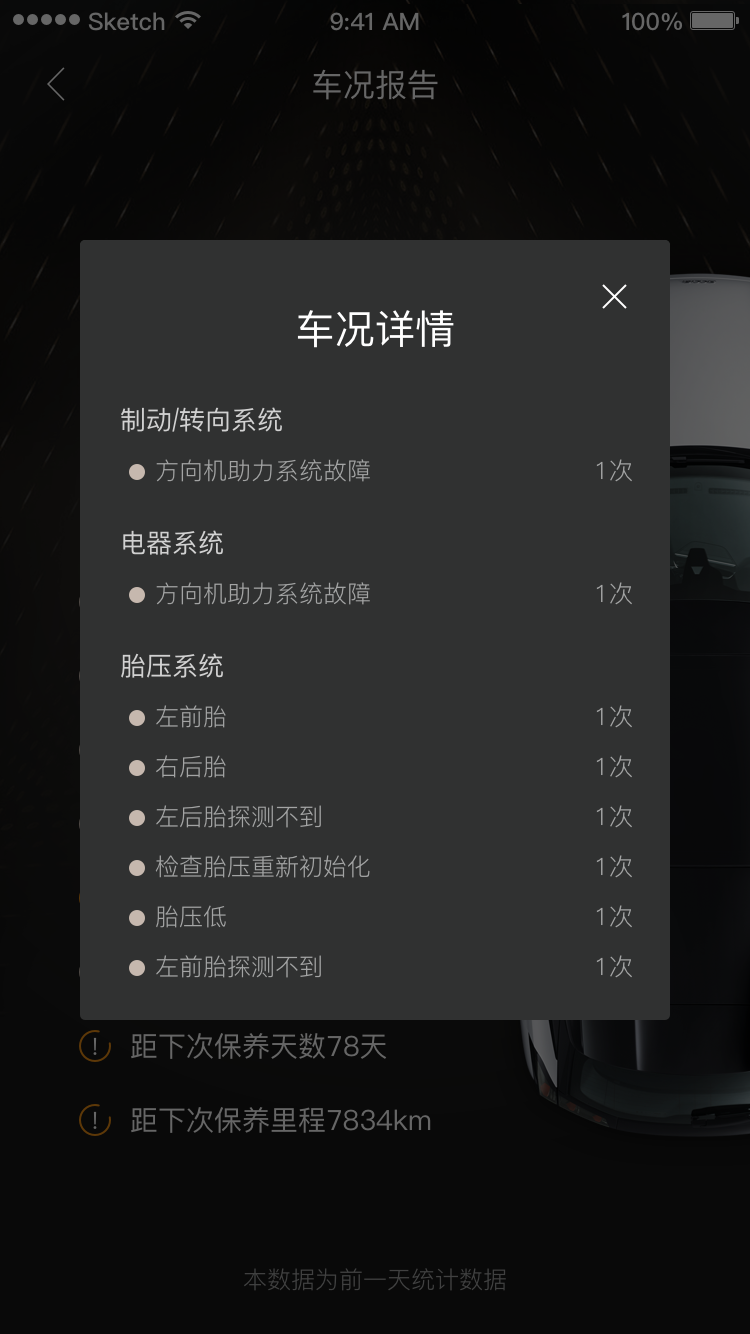 Sketch 9:41 AM 100%
车况报告
车况详情
制动/转向系统
方向机助力系统故障 1次
电器系统
方向机助力系统故障 1次
胎压系统
左前胎 1次
右后胎 1次
左后胎探测不到 1次
检查胎压重新初始化 1次
胎压低 1次
左前胎探测不到 1次
距下次保养天数78天
距下次保养里程7834km
本数据为前一天统计数据